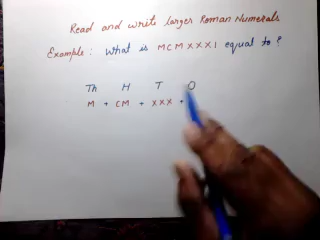 Read and write larger Roman Numerals
Example : What is MCMXXXI equal to ?
Th H T O
M + CM + XXX +